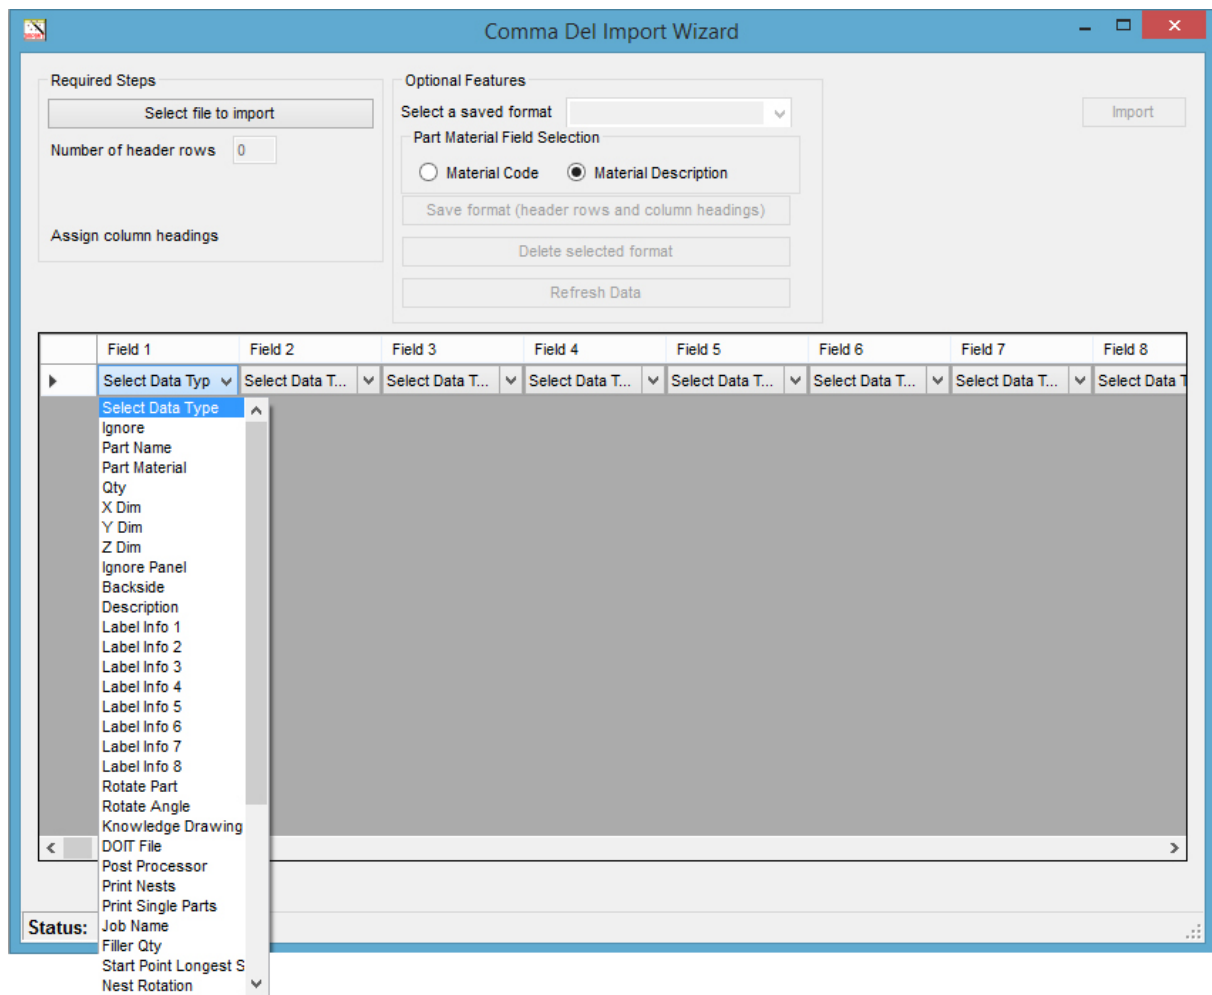 Comma Del Import Wizard
Required Steps
Select file to import
Number of header rows 0
Assign column headings
Optional Features
Select a saved format
Part Material Field Selection
Material Code Material Description
Save format (header rows and column headings)
Delete selected format
Refresh Data
Import
Field 1 Field 2 Field 3 Field 4 Field 5 Field 6 Field 7 Field 8
Select Data Typ Select Data T... Select Data T... Select Data T... Select Data T... Select Data T... Select Data T... Select Data T
Select Data Type
Ignore
Part Name
Part Material
Qty
X Dim
Y Dim
Z Dim
Ignore Panel
Backside
Description
Label Info 1
Label Info 2
Label Info 3
Label Info 4
Label Info 5
Label Info 6
Label Info 7
Label Info 8
Rotate Part
Rotate Angle
Knowledge Drawing
DOIT File
Post Processor
Print Nests
Print Single Parts
Job Name
Filler Qty
Start Point Longest S
Nest Rotation
Status: